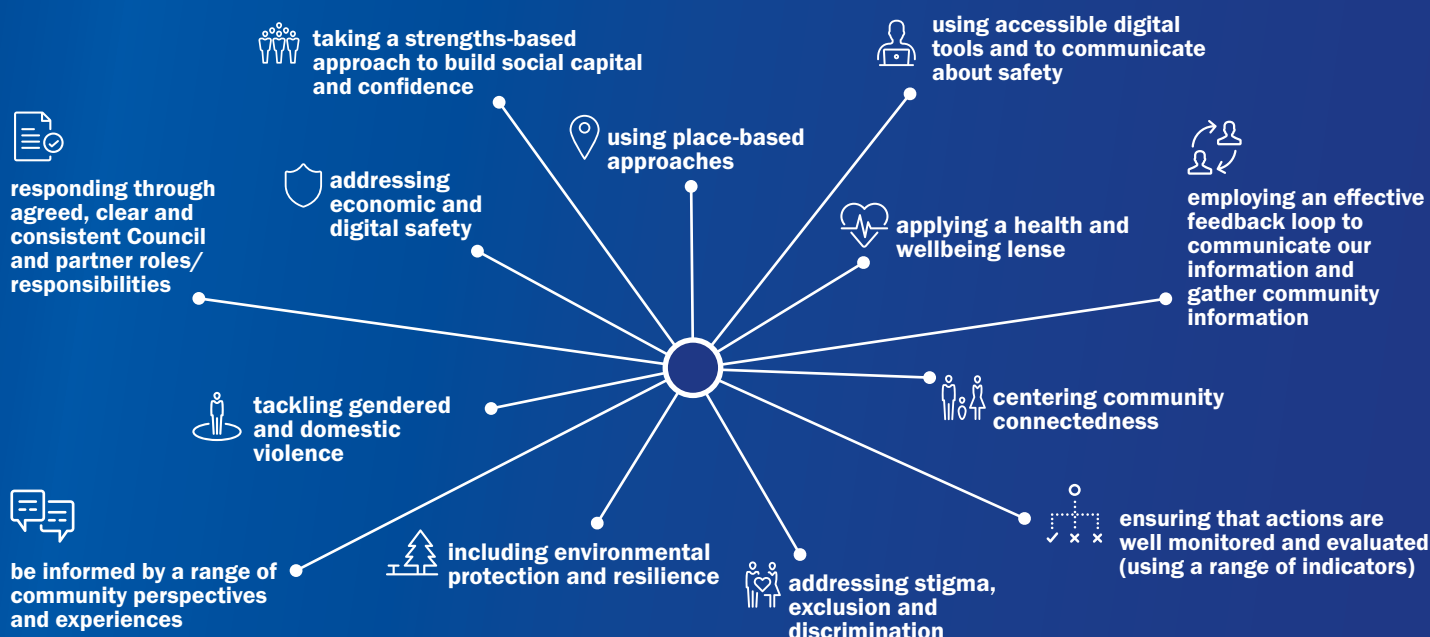 taking a strengths-based
approach to build social capital
and confidence
using accessible digital
tools and to communicate
about safety
using place-based
approaches
responding through
agreed, clear and
consistent Council
and partner roles/
responsibilities
addressing
economic and
digital safety
applying a health and
wellbeing lense
employing an effective
feedback loop to
communicate our
information and
gather community
information
tackling gendered
and domestic
violence
centering community
connectedness
be informed by a range of
community perspectives
and experiences
including environmental
protection and resilience
addressing stigma,
exclusion and
discrimination
ensuring that actions are
well monitored and evaluated
(using a range of indicators)